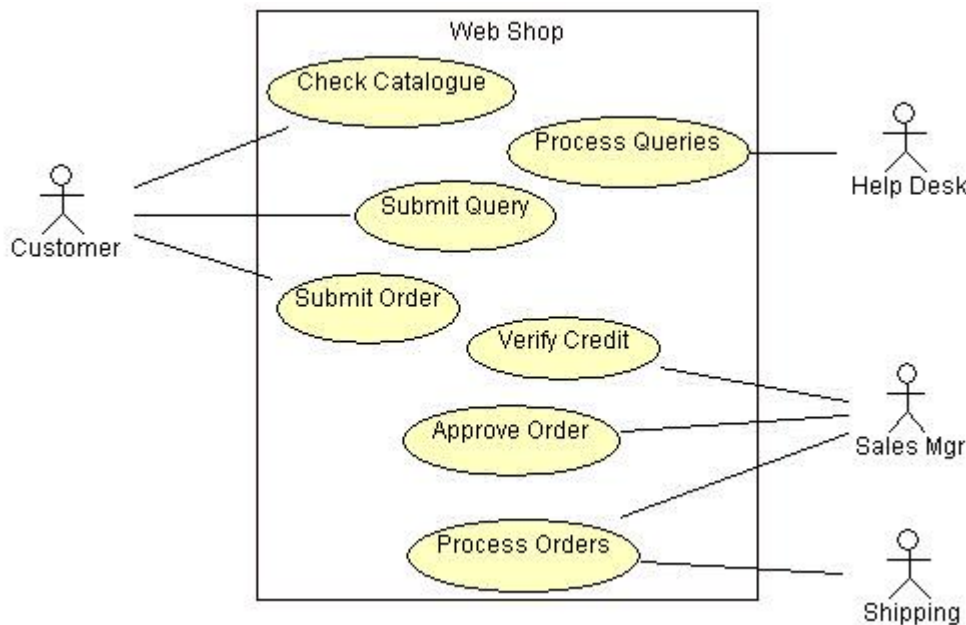 Web Shop
Check Catalogue
Process Queries
Help Desk
Submit Query
Customer
Submit Order
Verify Credit
Approve Order
Sales Mgr
Process Orders
Shipping